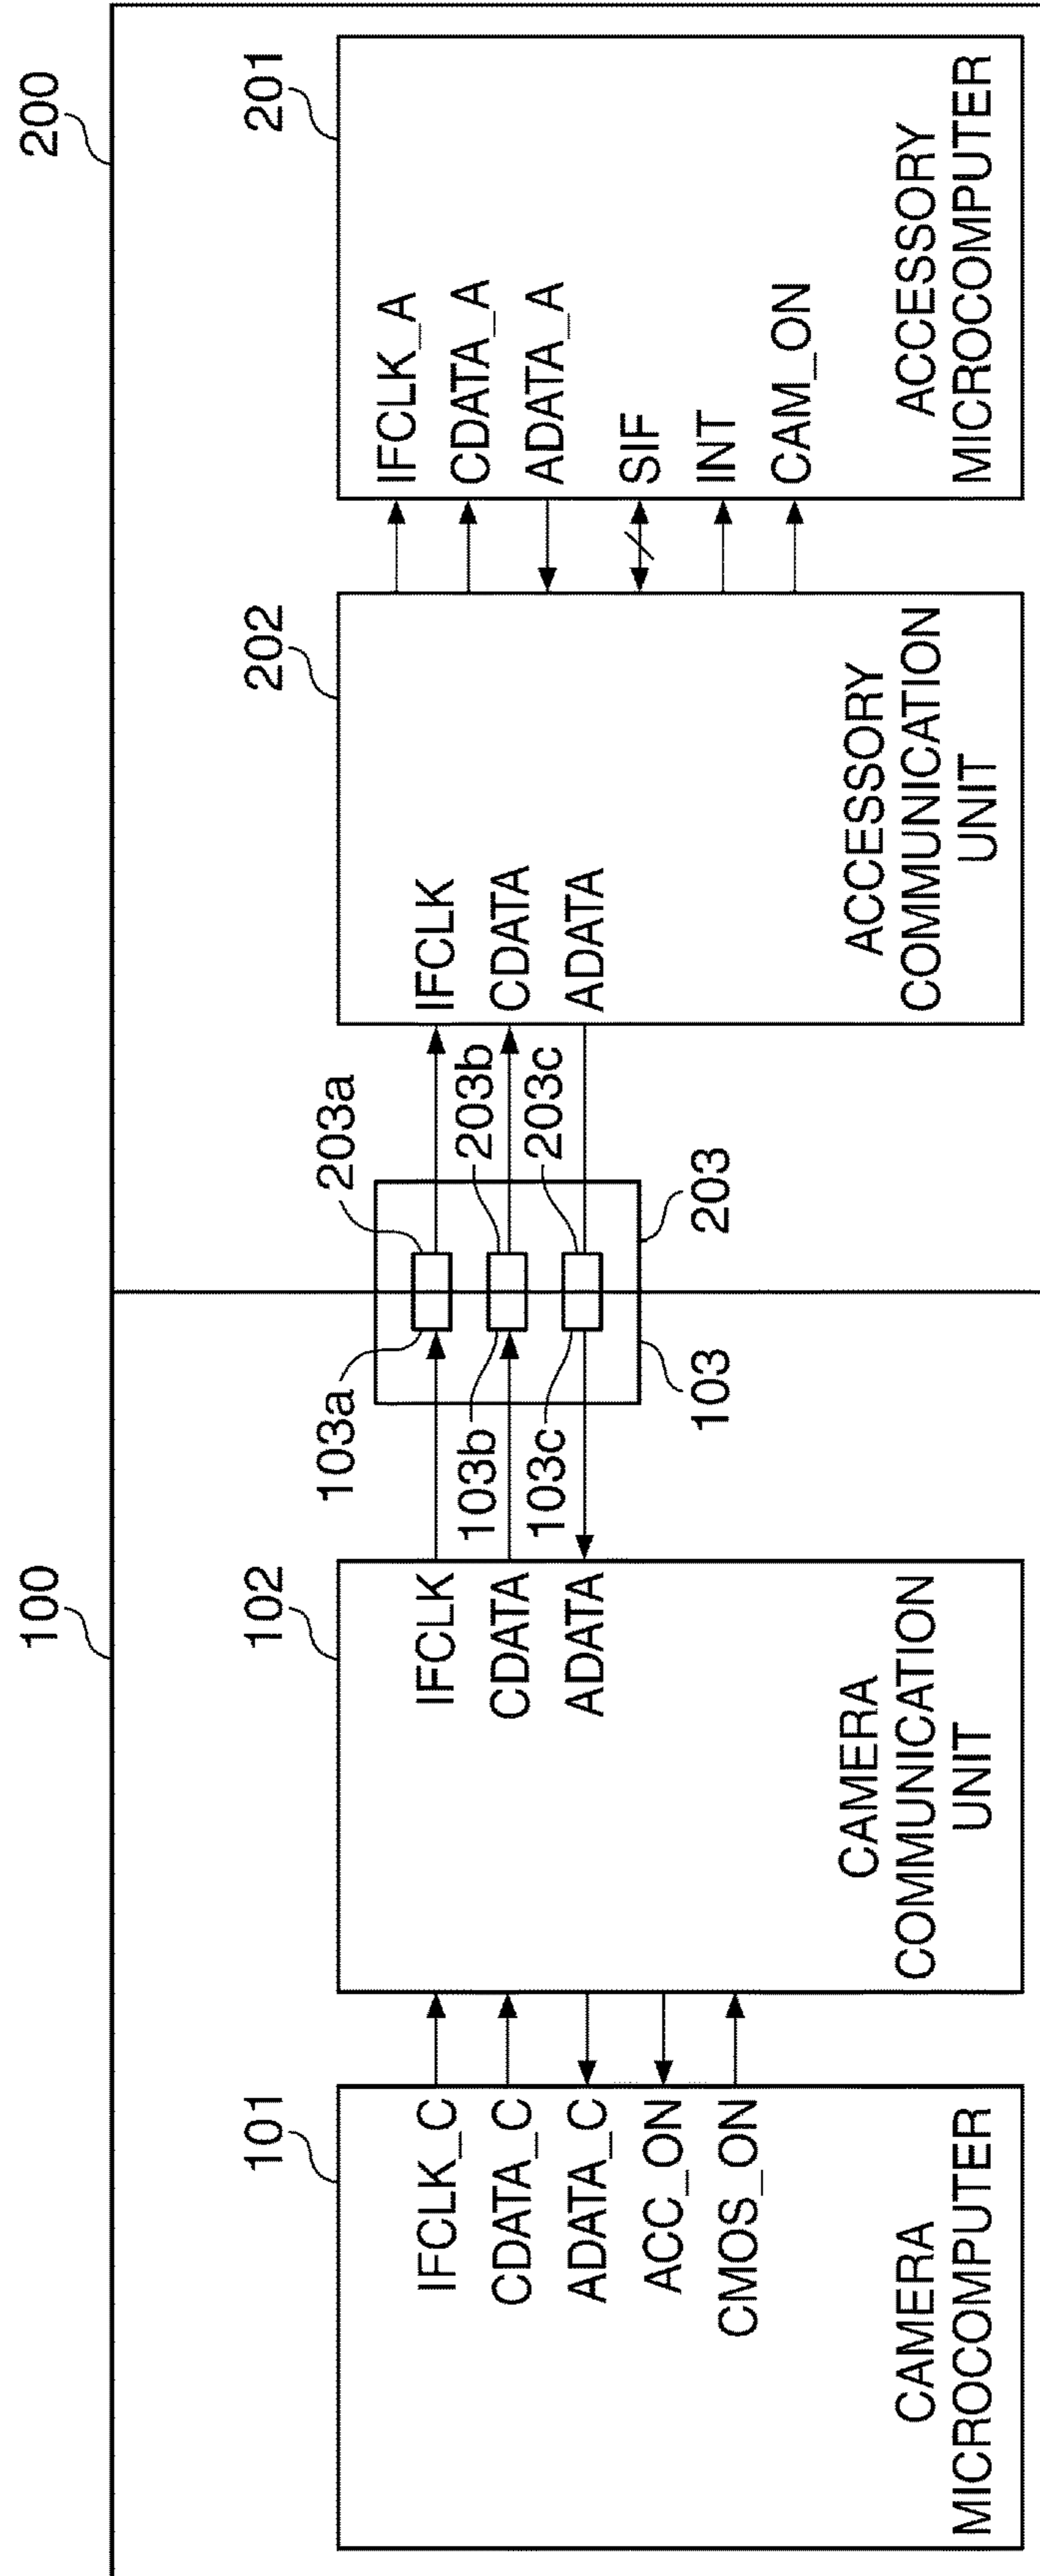 100
200
101
IFCLK_C
CDATA_C
ADATA_C
ACC_ON
CMOS_ON
CAMERA
MICROCOMPUTER
102
IFCLK
CDATA
ADATA
CAMERA
COMMUNICATION
UNIT
103a
203a
103b
203b
103c
203c
103
203
202
IFCLK
CDATA
ADATA
ACCESSORY
COMMUNICATION
UNIT
201
IFCLK_A
CDATA_A
ADATA_A
SIF
INT
CAM_ON
ACCESSORY
MICROCOMPUTER